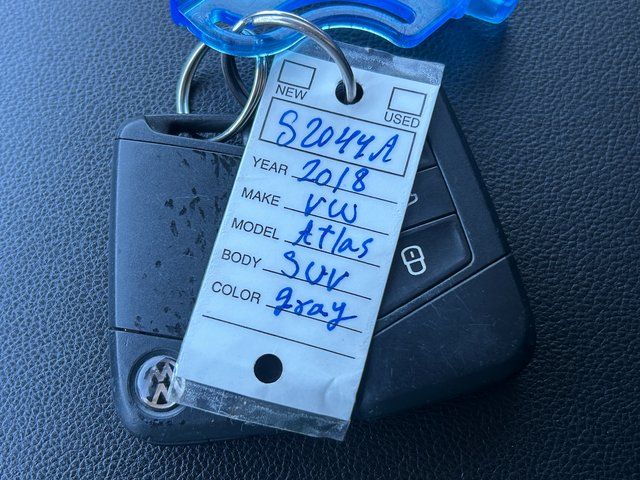 NEW USED
S2044A
YEAR 2018
MAKE VW
MODEL Atlas
BODY SUV
COLOR gray